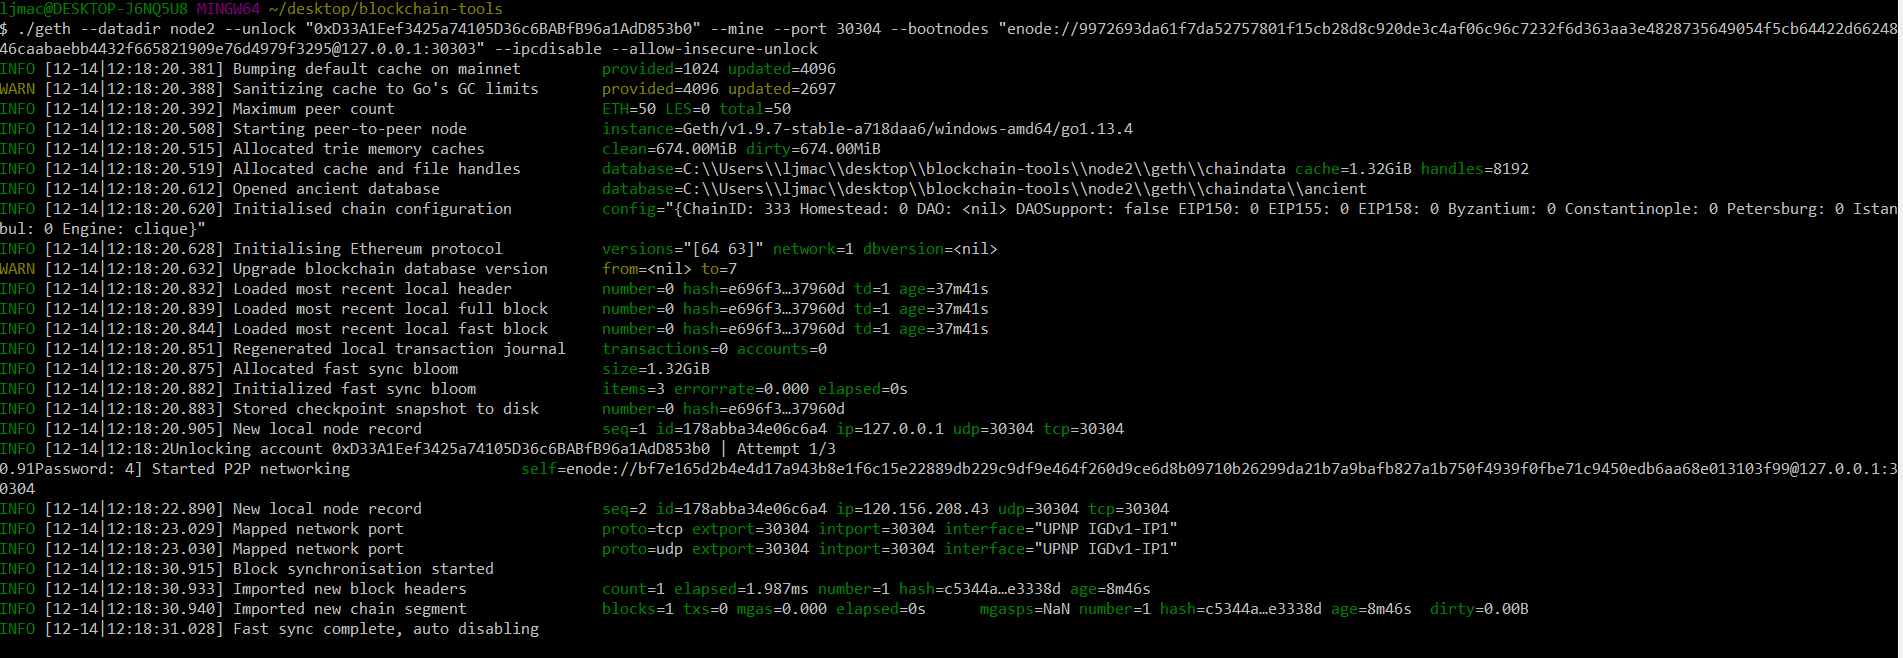 ljmac@DESKTOP-J6NQ5U8 MINGW64 ~/desktop/blockchain-tools
$ ./geth --datadir node2 --unlock "0xD33A1Eef3425a74105D36c6BABfB96a1AdD853b0" --mine --port 30304 --bootnodes "enode://9972693da61f7da52757801f15cb28d8c920de3c4af06c96c7232f6d363aa3e4828735649054f5cb64422d66248
46caabaebb4432f665821909e76d4979f3295@127.0.0.1:30303" --ipcdisable --allow-insecure-unlock
INFO [12-14|12:18:20.381] Bumping default cache on mainnet provided=1024 updated=4096
WARN [12-14|12:18:20.388] Sanitizing cache to Go's GC limits provided=4096 updated=2697
INFO [12-14|12:18:20.392] Maximum peer count ETH=50 LES=0 total=50
INFO [12-14|12:18:20.508] Starting peer-to-peer node instance=Geth/v1.9.7-stable-a718daa6/windows-amd64/go1.13.4
INFO [12-14|12:18:20.515] Allocated trie memory caches clean=674.00MiB dirty=674.00MiB
INFO [12-14|12:18:20.519] Allocated cache and file handles database=C:\\Users\\ljmac\\desktop\\blockchain-tools\\node2\\geth\\chaindata cache=1.32GiB handles=8192
INFO [12-14|12:18:20.612] Opened ancient database database=C:\\Users\\ljmac\\desktop\\blockchain-tools\\node2\\geth\\chaindata\\ancient
INFO [12-14|12:18:20.620] Initialised chain configuration config="{ChainID: 333 Homestead: 0 DAO: <nil> DAOSupport: false EIP150: 0 EIP155: 0 EIP158: 0 Byzantium: 0 Constantinople: 0 Petersburg: 0 Istan
bul: 0 Engine: clique}"
INFO [12-14|12:18:20.628] Initialising Ethereum protocol versions="[64 63]" network=1 dbversion=<nil>
WARN [12-14|12:18:20.632] Upgrade blockchain database version from=<nil> to=7
INFO [12-14|12:18:20.832] Loaded most recent local header number=0 hash=e696f3…37960d td=1 age=37m41s
INFO [12-14|12:18:20.839] Loaded most recent local full block number=0 hash=e696f3…37960d td=1 age=37m41s
INFO [12-14|12:18:20.844] Loaded most recent local fast block number=0 hash=e696f3…37960d td=1 age=37m41s
INFO [12-14|12:18:20.851] Regenerated local transaction journal transactions=0 accounts=0
INFO [12-14|12:18:20.875] Allocated fast sync bloom size=1.32GiB
INFO [12-14|12:18:20.882] Initialized fast sync bloom items=3 errorrate=0.000 elapsed=0s
INFO [12-14|12:18:20.883] Stored checkpoint snapshot to disk number=0 hash=e696f3…37960d
INFO [12-14|12:18:20.905] New local node record seq=1 id=178abba34e06c6a4 ip=127.0.0.1 udp=30304 tcp=30304
INFO [12-14|12:18:2Unlocking account 0xD33A1Eef3425a74105D36c6BABfB96a1AdD853b0 | Attempt 1/3
0.91Password: 4] Started P2P networking self=enode://bf7e165d2b4e4d17a943b8e1f6c15e22889db229c9df9e464f260d9ce6d8b09710b26299da21b7a9bafb827a1b750f4939f0fbe71c9450edb6aa68e013103f99@127.0.0.1:3
0304
INFO [12-14|12:18:22.890] New local node record seq=2 id=178abba34e06c6a4 ip=120.156.208.43 udp=30304 tcp=30304
INFO [12-14|12:18:23.029] Mapped network port proto=tcp extport=30304 intport=30304 interface="UPNP IGDv1-IP1"
INFO [12-14|12:18:23.030] Mapped network port proto=udp extport=30304 intport=30304 interface="UPNP IGDv1-IP1"
INFO [12-14|12:18:30.915] Block synchronisation started
INFO [12-14|12:18:30.933] Imported new block headers count=1 elapsed=1.987ms number=1 hash=c5344a…e3338d age=8m46s
INFO [12-14|12:18:30.940] Imported new chain segment blocks=1 txs=0 mgas=0.000 elapsed=0s mgasps=NaN number=1 hash=c5344a…e3338d age=8m46s dirty=0.00B
INFO [12-14|12:18:31.028] Fast sync complete, auto disabling